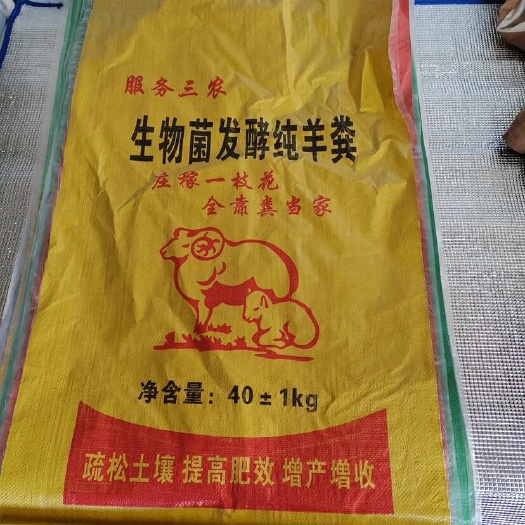 服务三农
生物菌发酵纯羊粪
庄稼一枝花
全靠粪当家
净含量：40±1kg
疏松土壤 提高肥效 增产增收